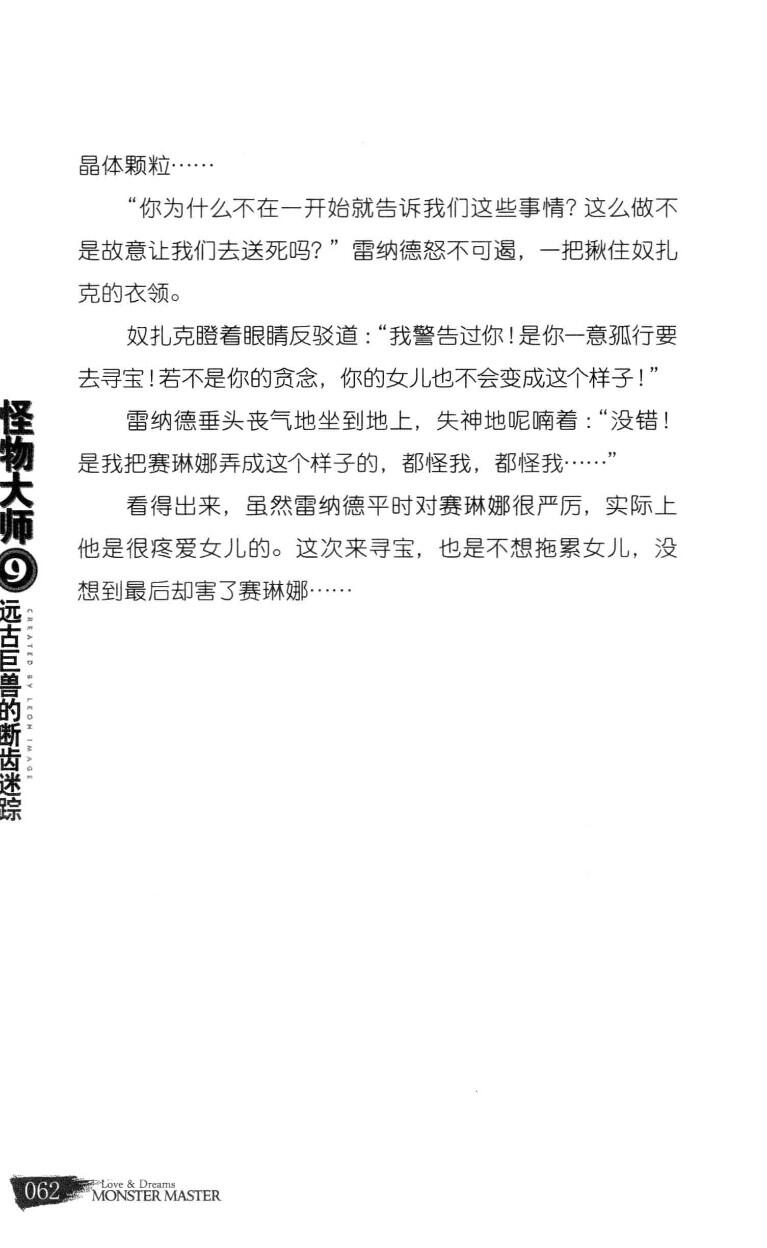 晶体颗粒……
“你为什么不在一开始就告诉我们这些事情？这么做不
是故意让我们去送死吗？”雷纳德怒不可遏，一把揪住奴扎
克的衣领。
奴扎克瞪着眼睛反驳道：“我警告过你！是你一意孤行要
去寻宝！若不是你的贪念，你的女儿也不会变成这个样子！”
雷纳德垂头丧气地坐到地上，失神地呢喃着：“没错！
是我把赛琳娜弄成这个样子的，都怪我，都怪我……”
看得出来，虽然雷纳德平时对赛琳娜很严厉，实际上
他是很疼爱女儿的。这次来寻宝，也是不想拖累女儿，没
想到最后却害了赛琳娜……
怪物大师
9
远古巨兽的断齿迷踪
CREATED BY LEON IMAGE
062
Love & Dreams
MONSTER MASTER